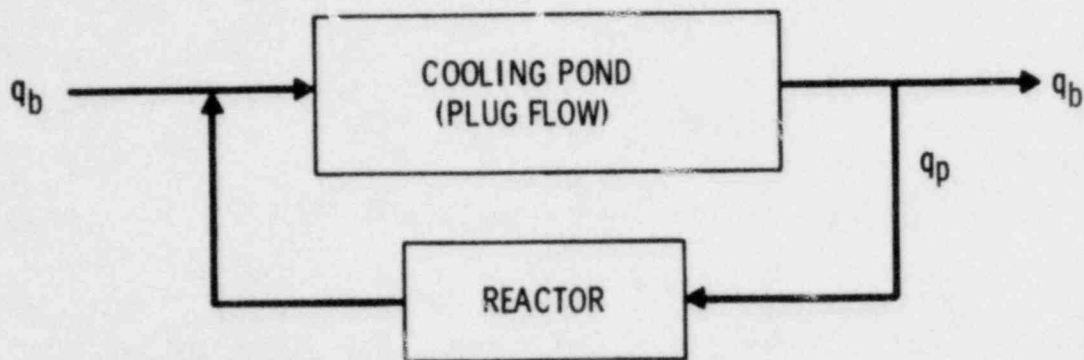 COOLING POND
(PLUG FLOW)
q_b
q_b
q_p
REACTOR